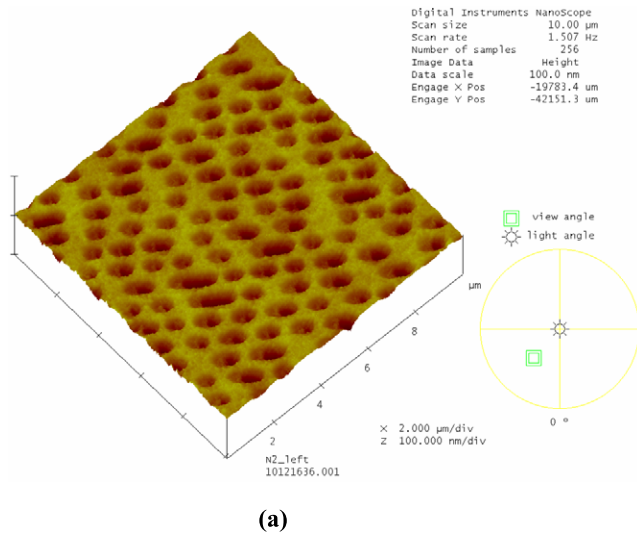 Digital Instruments NanoScope
Scan size 10.00 µm
Scan rate 1.507 Hz
Number of samples 256
Image Data Height
Data scale 100.0 nm
Engage X Pos -19783.4 um
Engage Y Pos -42151.3 um
view angle
light angle
0 º
µm
8
6
4
2
X 2.000 µm/div
Z 100.000 nm/div
N2_left
10121636.001
(a)